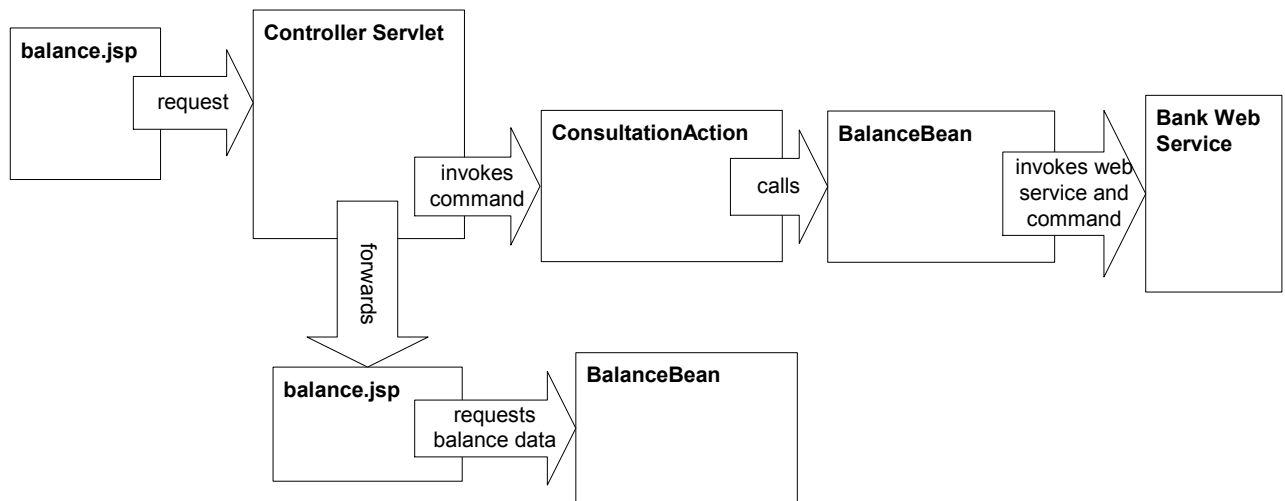 balance.jsp
request
Controller Servlet
invokes
command
ConsultationAction
calls
BalanceBean
invokes web
service and
command
Bank Web
Service
forwards
balance.jsp
requests
balance data
BalanceBean